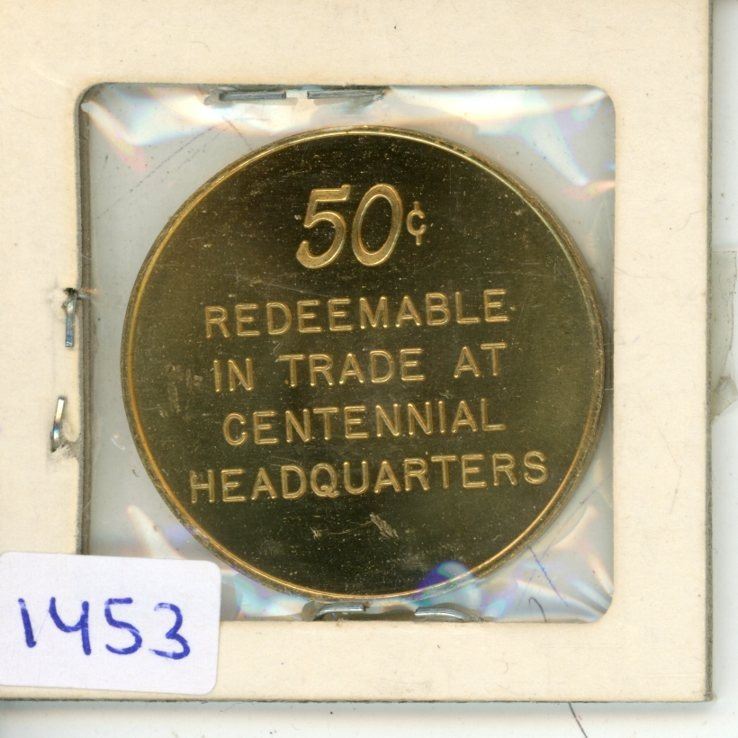 50¢
REDEEMABLE
IN TRADE AT
CENTENNIAL
HEADQUARTERS
1453